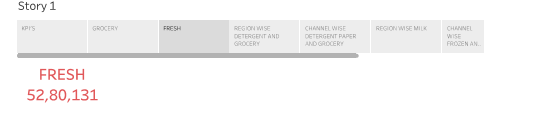 Story 1
KPI'S
GROCERY
FRESH
REGION WISE
DETERGENT AND
GROCERY
CHANNEL WISE
DETERGENT PAPER
AND GROCERY
REGION WISE MILK
CHANNEL
WISE
FROZEN AN..
FRESH
52,80,131